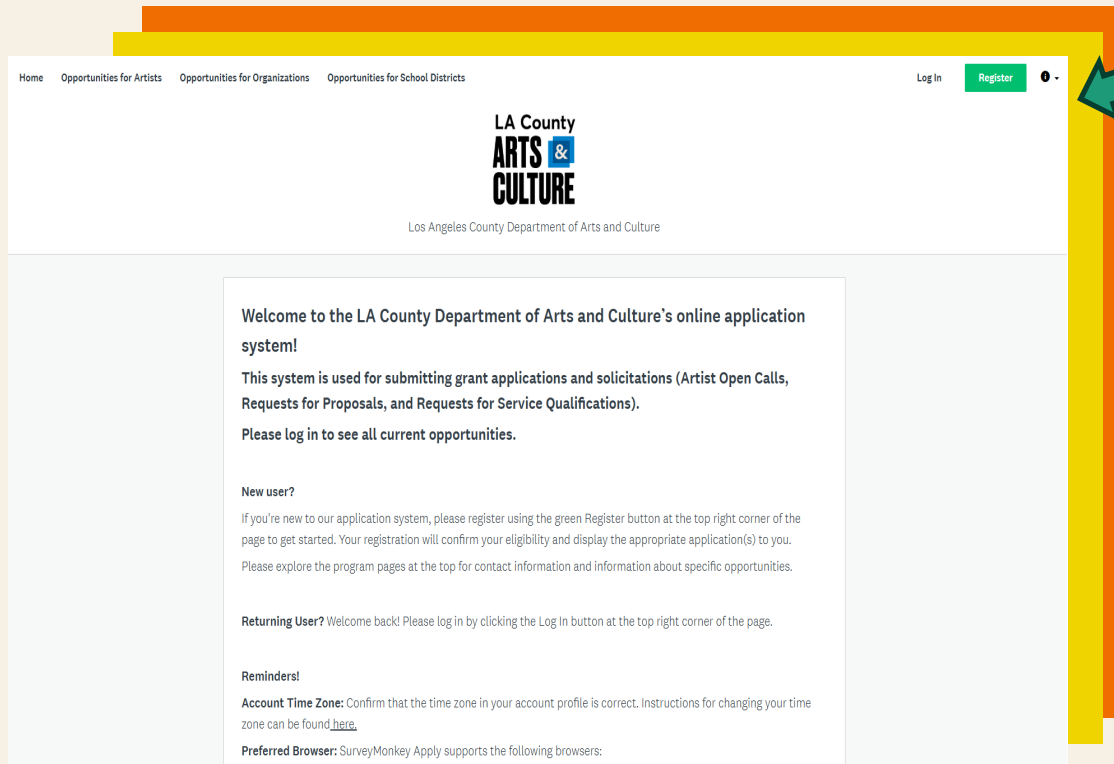 Home Opportunities for Artists Opportunities for Organizations Opportunities for School Districts Log In Register
LA County
ARTS &
CULTURE
Los Angeles County Department of Arts and Culture
Welcome to the LA County Department of Arts and Culture's online application
system!
This system is used for submitting grant applications and solicitations (Artist Open Calls,
Requests for Proposals, and Requests for Service Qualifications).
Please log in to see all current opportunities.
New user?
If you're new to our application system, please register using the green Register button at the top right corner of the
page to get started. Your registration will confirm your eligibility and display the appropriate application(s) to you.
Please explore the program pages at the top for contact information and information about specific opportunities.
Returning User? Welcome back! Please log in by clicking the Log In button at the top right corner of the page.
Reminders!
Account Time Zone: Confirm that the time zone in your account profile is correct. Instructions for changing your time
zone can be found here.
Preferred Browser: SurveyMonkey Apply supports the following browsers: